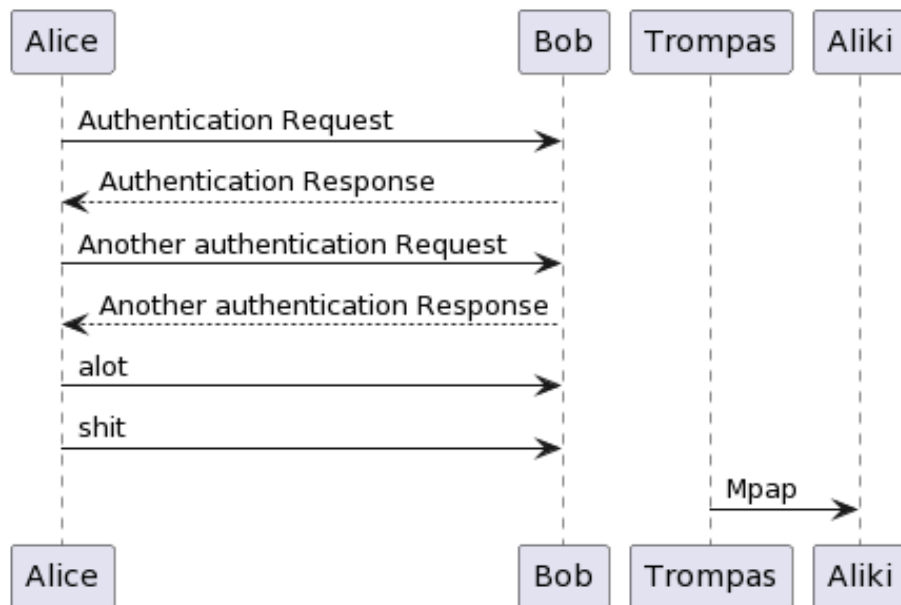 Alice Bob Trompas Aliki
Authentication Request
Authentication Response
Another authentication Request
Another authentication Response
alot
shit
Mpap
Alice Bob Trompas Aliki